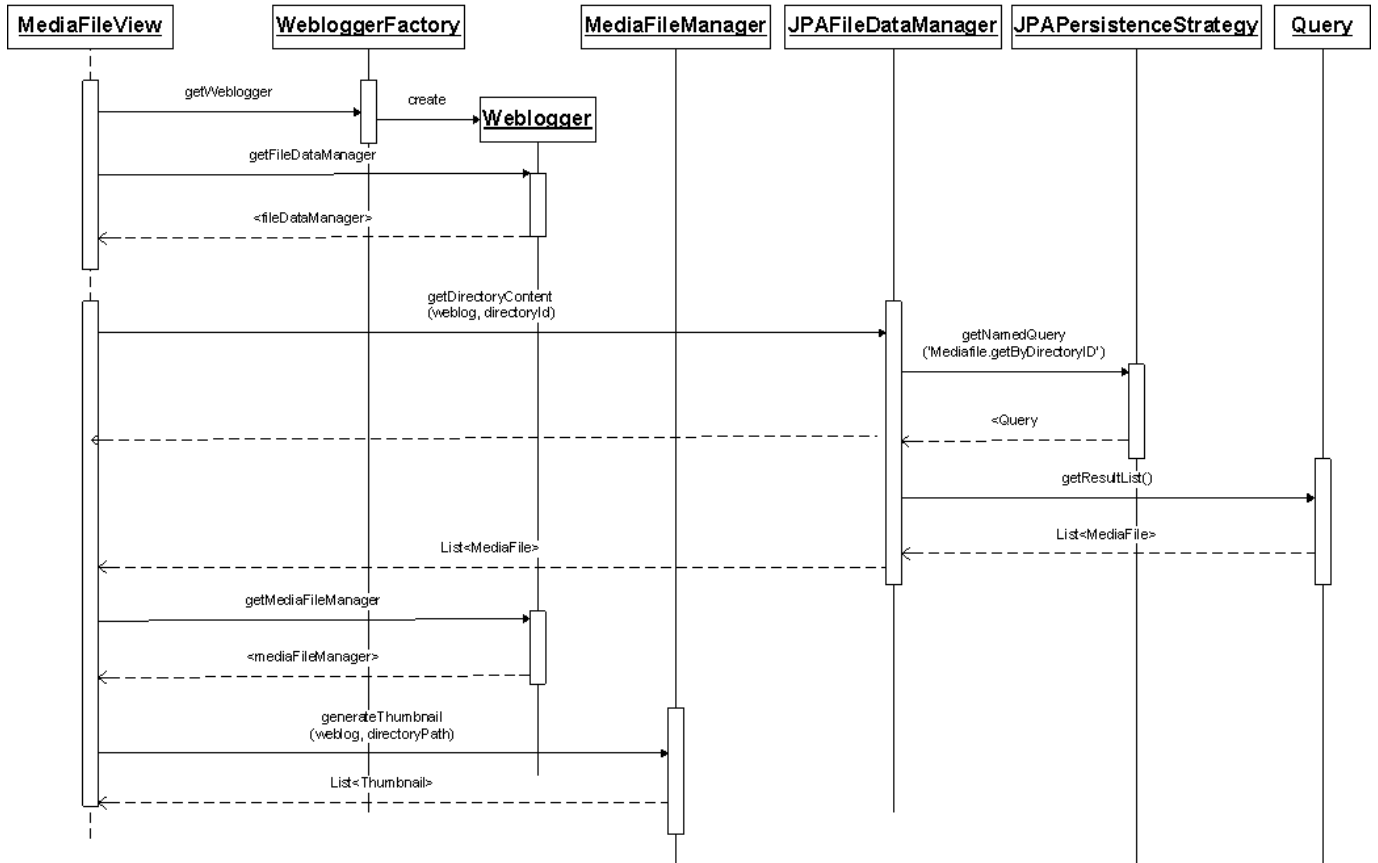 MediaFileView
WebloggerFactory
MediaFileManager
JPAFileDataManager
JPAPersistenceStrategy
Query
getWeblogger
create
Weblogger
getFileDataManager
<fileDataManager>
getDirectoryContent
(weblog, directoryId)
getNamedQuery
('Mediafile.getByDirectoryID')
<Query
getResultList()
List<MediaFile>
List<MediaFile>
getMediaFileManager
<mediaFileManager>
generateThumbnail
(weblog, directoryPath)
List<Thumbnail>